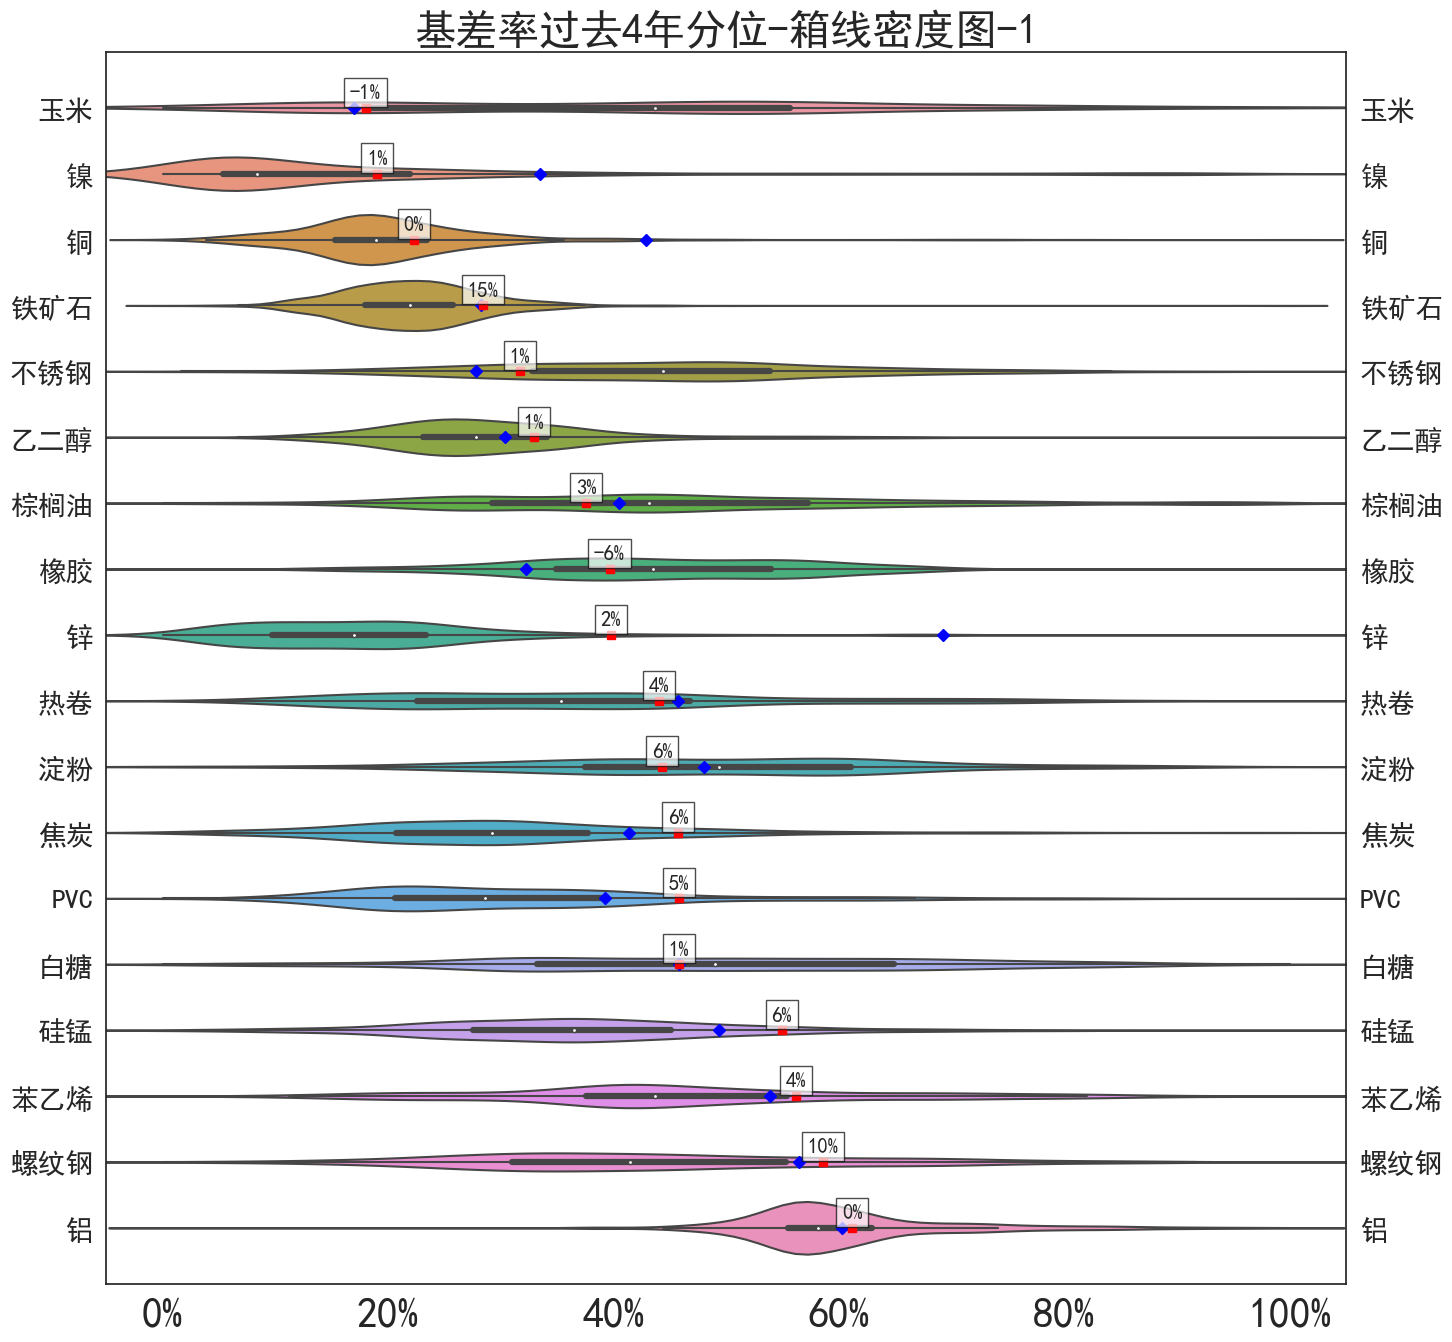 基差率过去4年分位-箱线密度图-1
玉米 -1% 玉米
镍 1% 镍
铜 0% 铜
铁矿石 15% 铁矿石
不锈钢 1% 不锈钢
乙二醇 1% 乙二醇
棕榈油 3% 棕榈油
橡胶 -6% 橡胶
锌 2% 锌
热卷 4% 热卷
淀粉 6% 淀粉
焦炭 6% 焦炭
PVC 5% PVC
白糖 1% 白糖
硅锰 6% 硅锰
苯乙烯 4% 苯乙烯
螺纹钢 10% 螺纹钢
铝 0% 铝
0% 20% 40% 60% 80% 100%